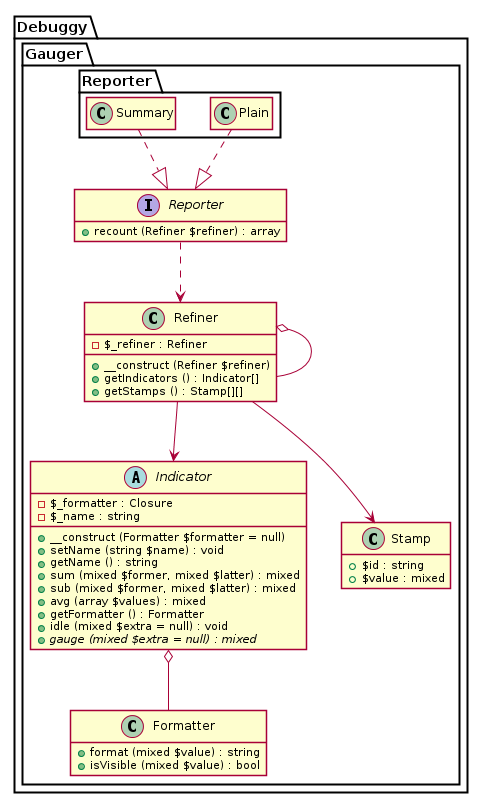 Debuggy
Gauger
Reporter
C Summary
C Plain
I Reporter
recount (Refiner $refiner) : array
C Refiner
$_refiner : Refiner
__construct (Refiner $refiner)
getIndicators () : Indicator[]
getStamps () : Stamp[][]
A Indicator
$_formatter : Closure
$_name : string
__construct (Formatter $formatter = null)
setName (string $name) : void
getName () : string
sum (mixed $former, mixed $latter) : mixed
sub (mixed $former, mixed $latter) : mixed
avg (array $values) : mixed
getFormatter () : Formatter
idle (mixed $extra = null) : void
gauge (mixed $extra = null) : mixed
C Stamp
$id : string
$value : mixed
C Formatter
format (mixed $value) : string
isVisible (mixed $value) : bool